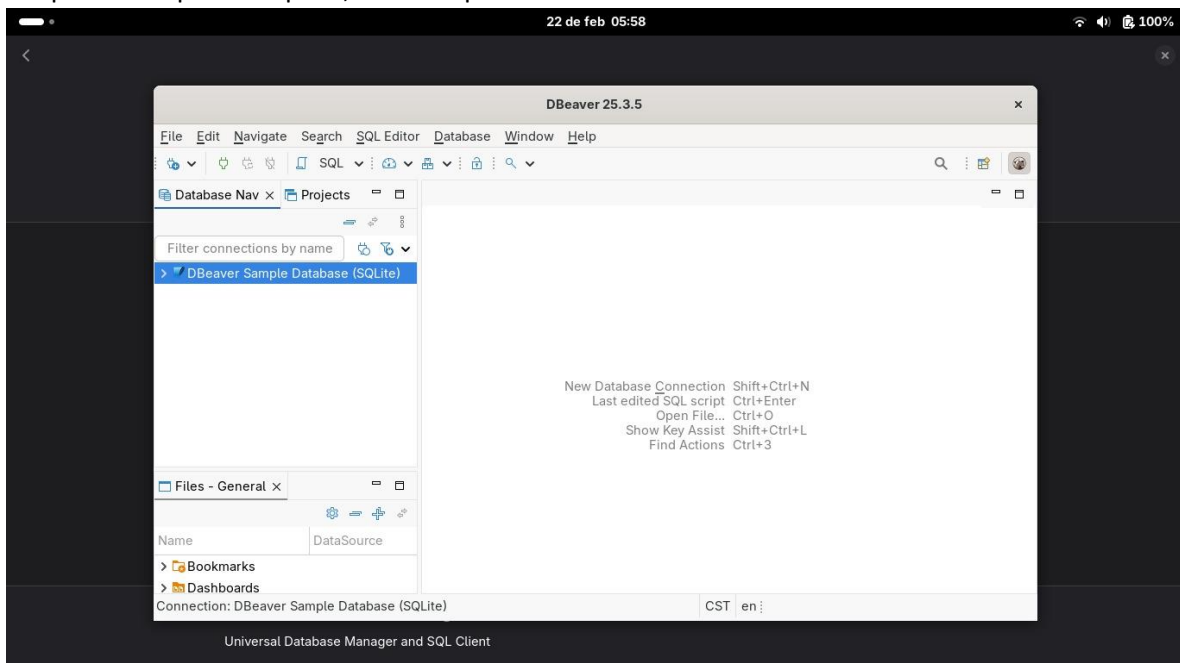 22 de feb 05:58
100%
DBeaver 25.3.5
File Edit Navigate Search SQL Editor Database Window Help
SQL
Database Nav Projects
Filter connections by name
DBeaver Sample Database (SQLite)
New Database Connection Shift+Ctrl+N
Last edited SQL script Ctrl+Enter
Open File... Ctrl+O
Show Key Assist Shift+Ctrl+L
Find Actions Ctrl+3
Files - General
Name DataSource
Bookmarks
Dashboards
Connection: DBeaver Sample Database (SQLite) CST en
Universal Database Manager and SQL Client